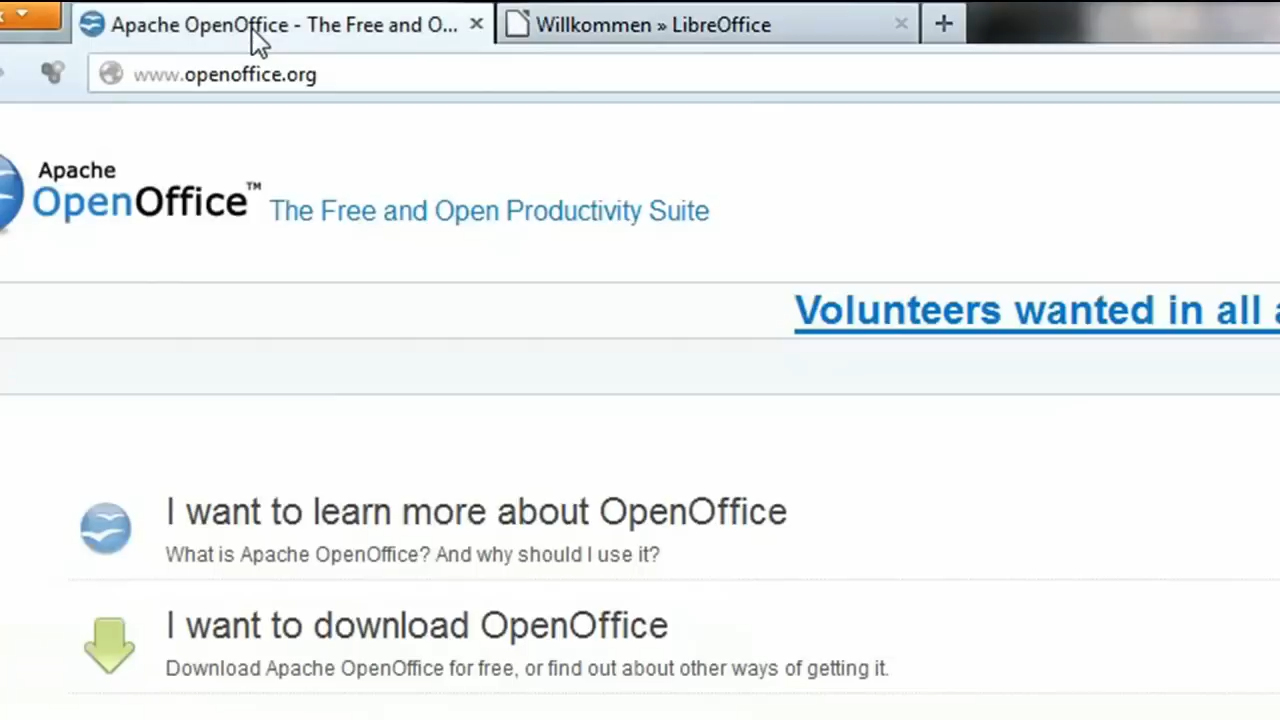 Apache OpenOffice - The Free and O...
Willkommen » LibreOffice
www.openoffice.org
Apache
OpenOffice™ The Free and Open Productivity Suite
Volunteers wanted in all
I want to learn more about OpenOffice
What is Apache OpenOffice? And why should I use it?
I want to download OpenOffice
Download Apache OpenOffice for free, or find out about other ways of getting it.